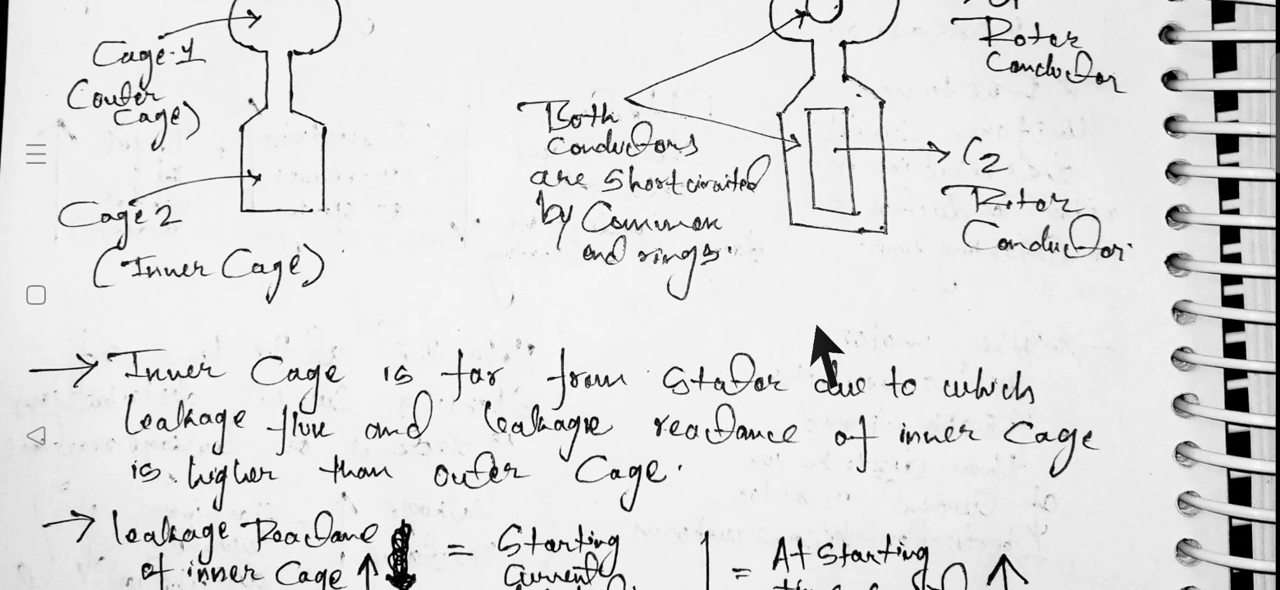 Cage-1
(outer
cage)
Cage 2
(Inner Cage)
Both
Conductors
are Shortcircuited
by Common
end rings.
Rotor
Conductor
C2
Rotor
Conductor.
→ Inner Cage is far from Stator due to which
leakage flux and leakage reactance of inner Cage
is higher than outer Cage.
→ leakage Reactance
of inner Cage ↑
= Starting
Current
= At Starting